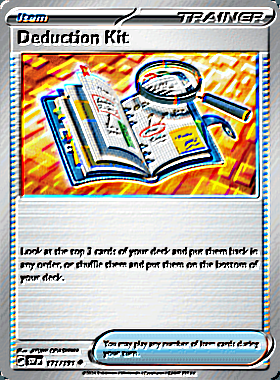 Item
TRAINER
Deduction Kit
Look at the top 3 cards of your deck and put them back
in any order, or shuffle them and put them on the bottom
of your deck.
You may play any number of Item cards during
your turn.